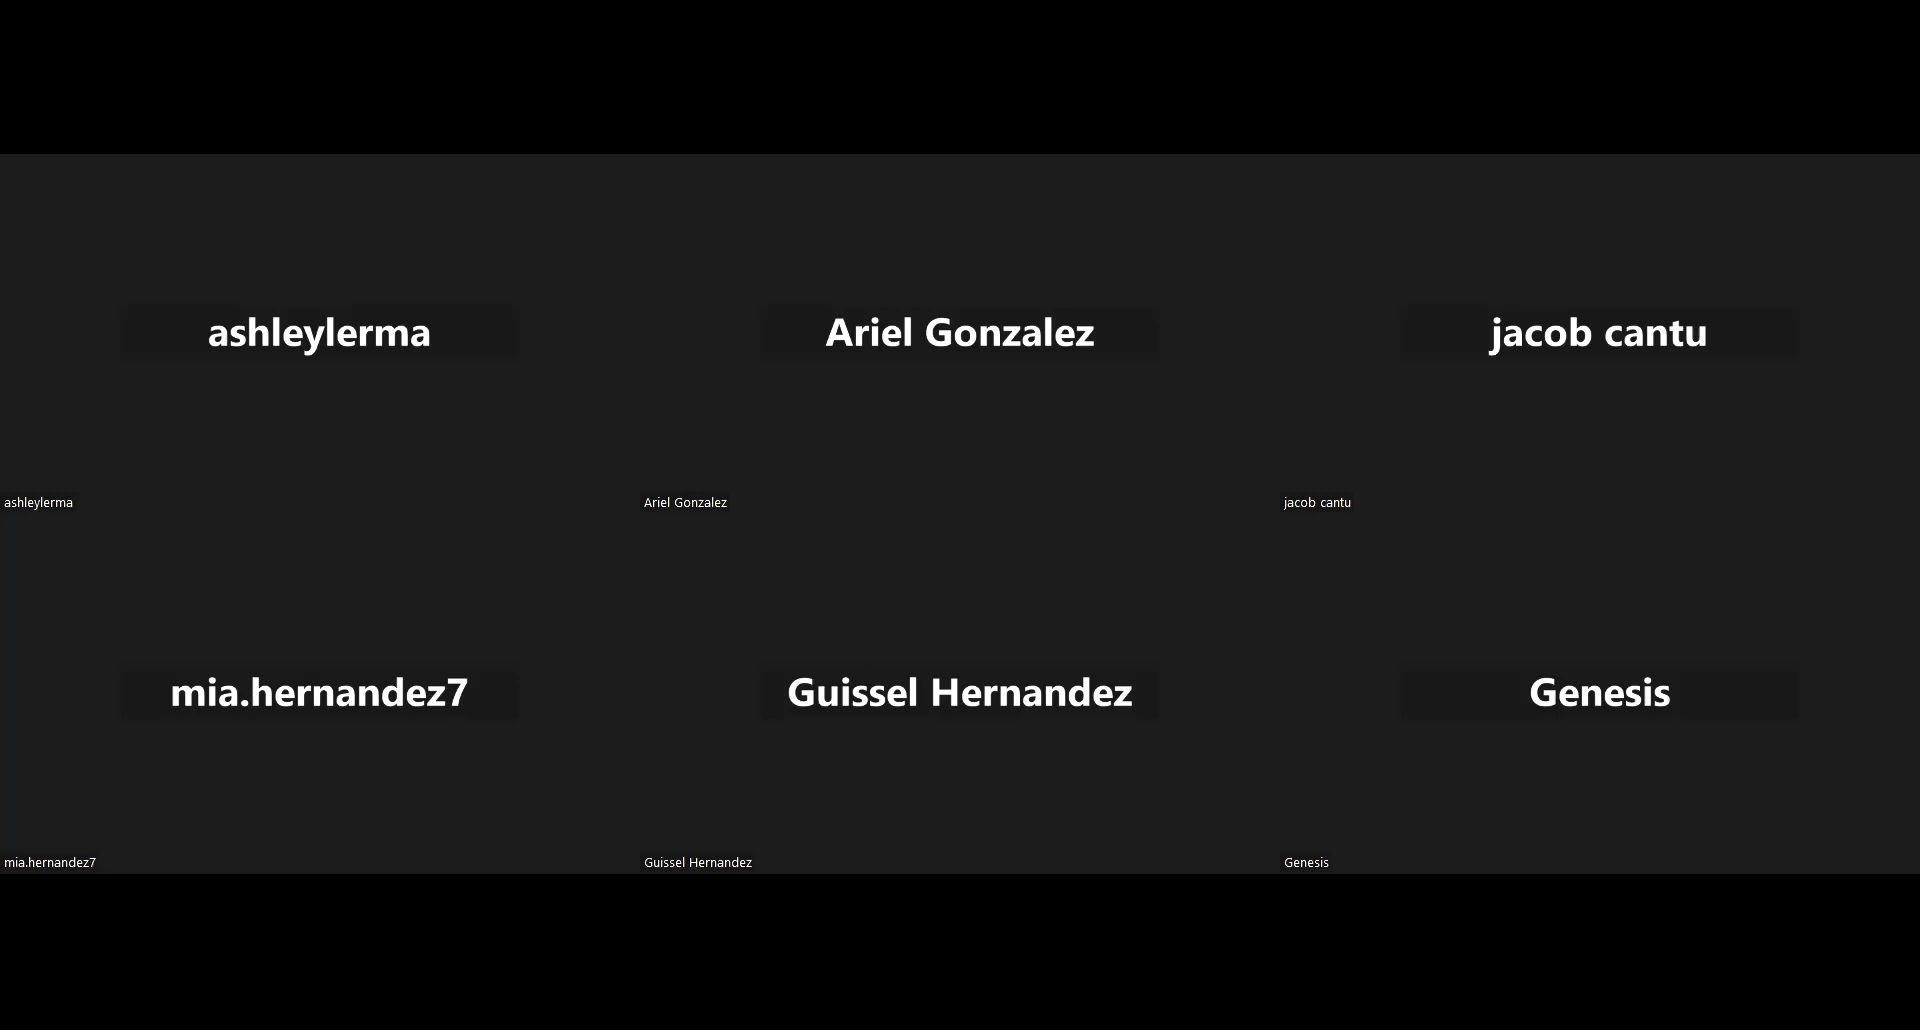 ashleylerma
Ariel Gonzalez
jacob cantu
ashleylerma
Ariel Gonzalez
jacob cantu
mia.hernandez7
Guissel Hernandez
Genesis
mia.hernandez7
Guissel Hernandez
Genesis